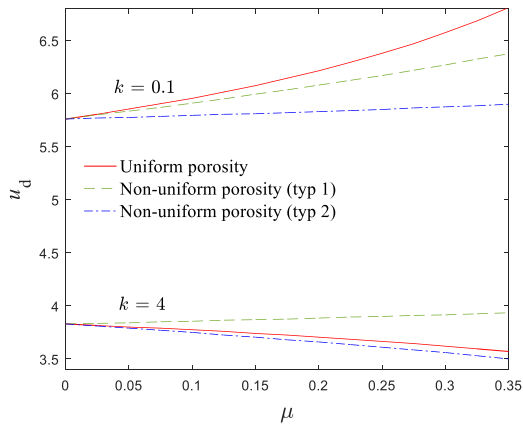 6.5
6
5.5
5
4.5
4
3.5
u_d
k = 0.1
Uniform porosity
Non-uniform porosity (typ 1)
Non-uniform porosity (typ 2)
k = 4
0 0.05 0.1 0.15 0.2 0.25 0.3 0.35
μ